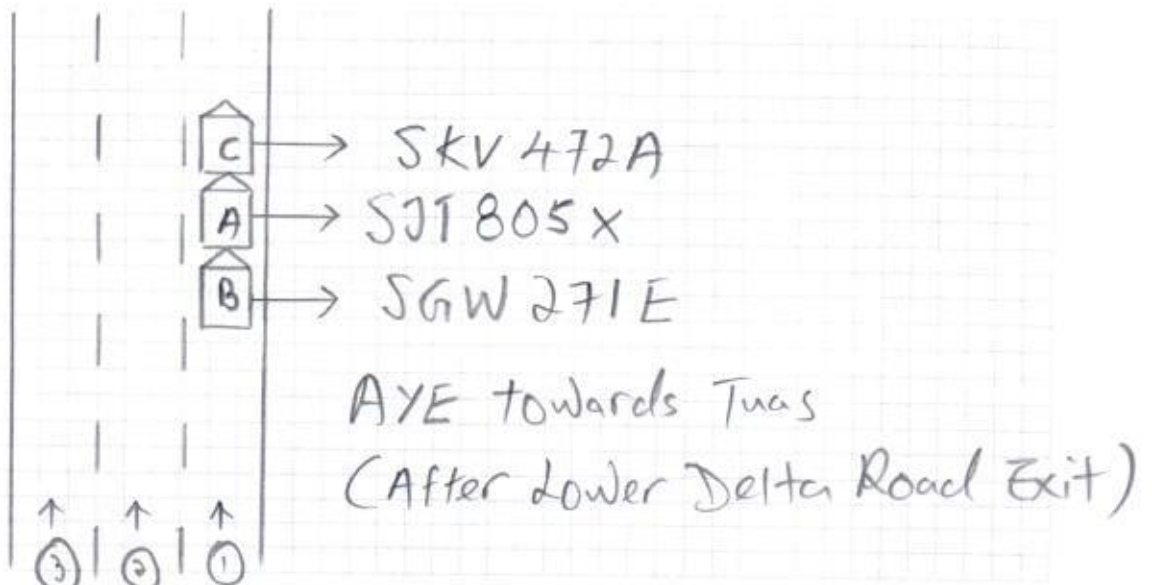 C → SKV 472A
A → SJT 805X
B → SGW 271E
AYE towards Tuas
(After Lower Delta Road Exit)
↑ ↑ ↑
③ ② ①